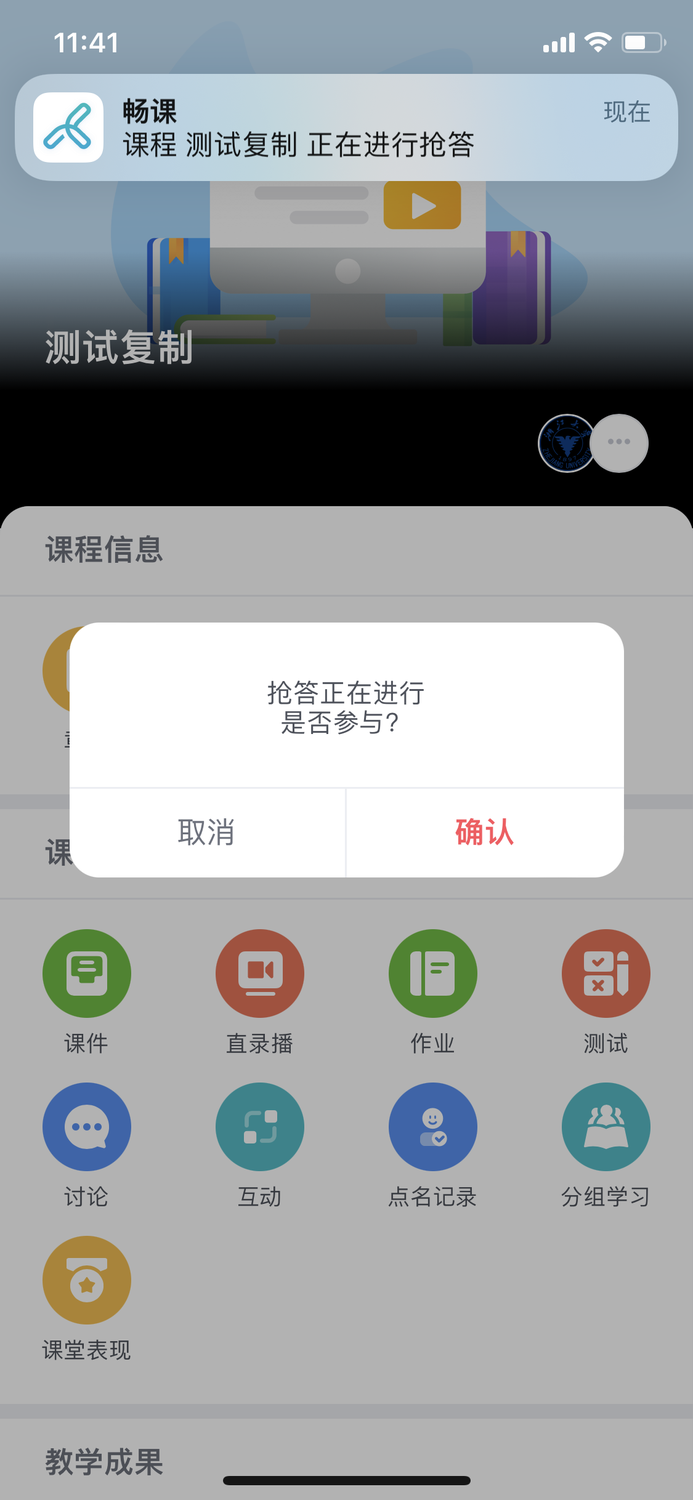 11:41
畅课
现在
课程 测试复制 正在进行抢答
测试复制
课程信息
抢答正在进行
是否参与?
取消
确认
课
课件
直录播
作业
测试
讨论
互动
点名记录
分组学习
课堂表现
教学成果